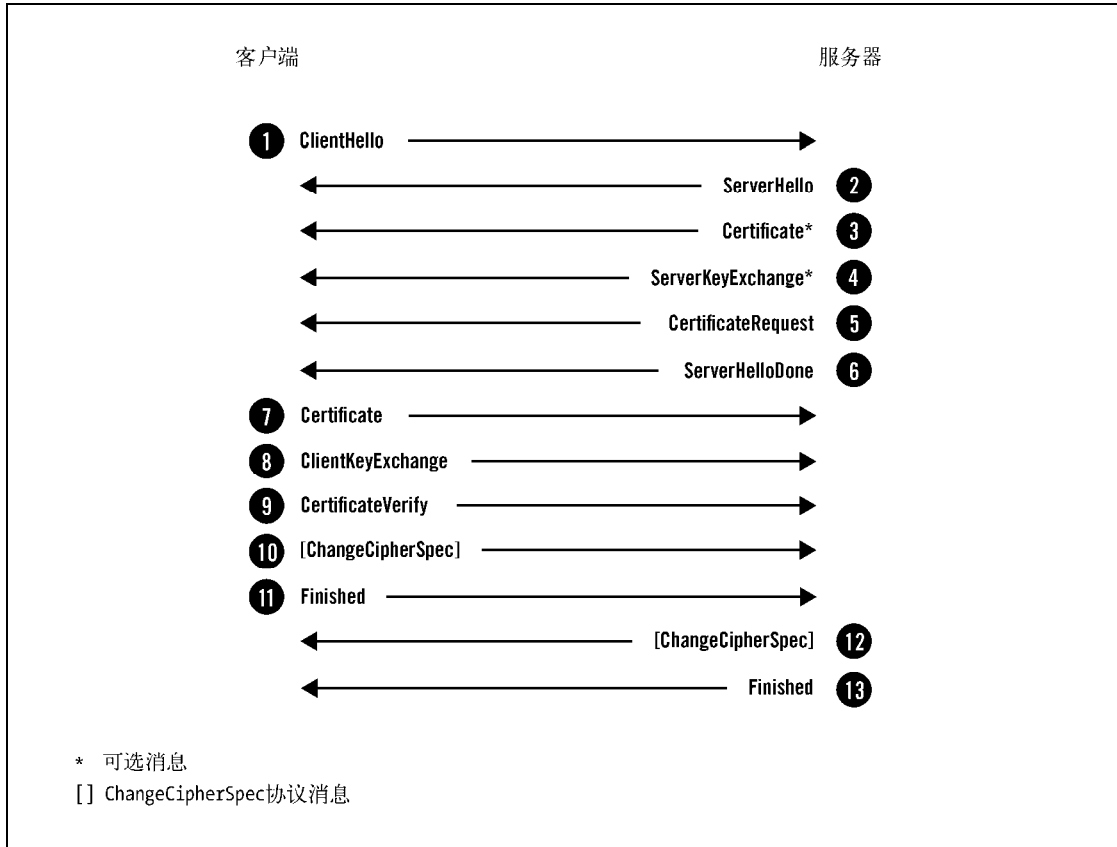 客户端 服务器
1 ClientHello
ServerHello 2
Certificate* 3
ServerKeyExchange* 4
CertificateRequest 5
ServerHelloDone 6
7 Certificate
8 ClientKeyExchange
9 CertificateVerify
10 [ChangeCipherSpec]
11 Finished
[ChangeCipherSpec] 12
Finished 13
* 可选消息
[] ChangeCipherSpec协议消息